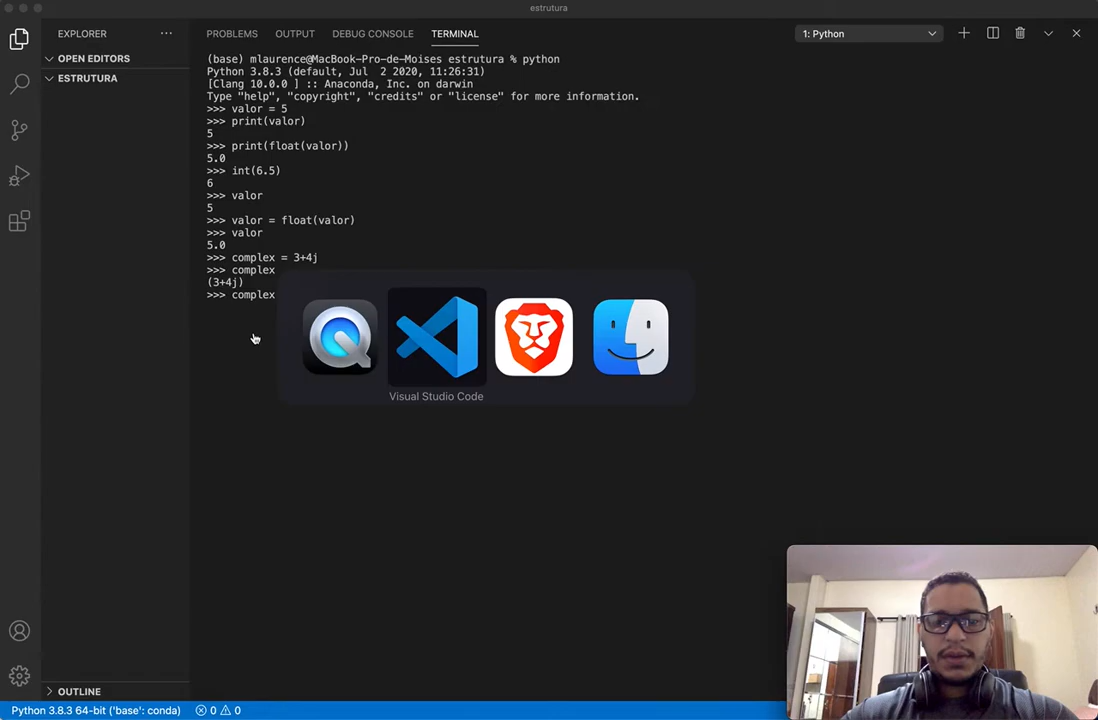 estrutura
EXPLORER
OPEN EDITORS
ESTRUTURA
OUTLINE
PROBLEMS OUTPUT DEBUG CONSOLE TERMINAL
1: Python
(base) mlaurence@MacBook-Pro-de-Moises estrutura % python
Python 3.8.3 (default, Jul  2 2020, 11:26:31)
[Clang 10.0.0 ] :: Anaconda, Inc. on darwin
Type "help", "copyright", "credits" or "license" for more information.
>>> valor = 5
>>> print(valor)
5
>>> print(float(valor))
5.0
>>> int(6.5)
6
>>> valor
5
>>> valor = float(valor)
>>> valor
5.0
>>> complex = 3+4j
>>> complex
(3+4j)
>>> complex
Visual Studio Code
Python 3.8.3 64-bit ('base': conda) 0 0